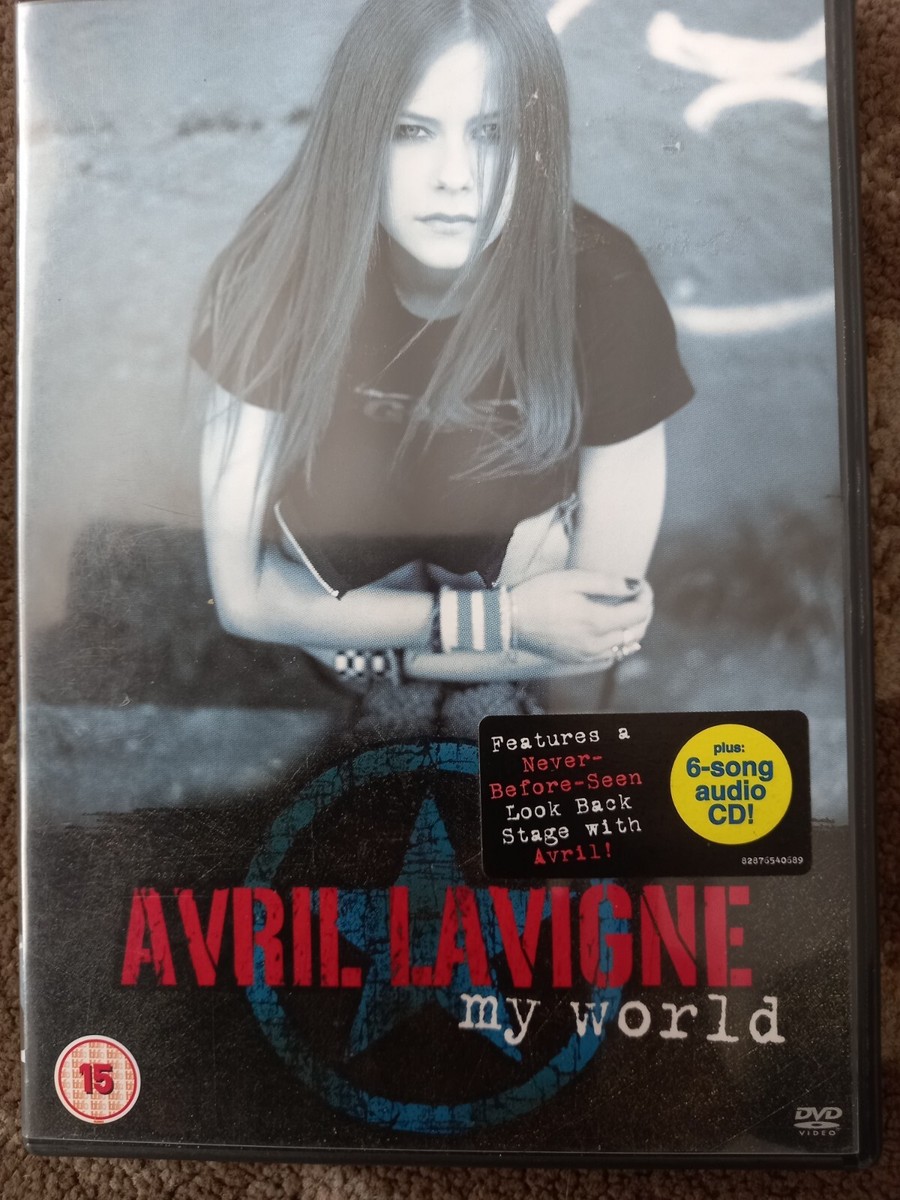 Features a
Never-
Before-Seen
Look Back
Stage with
Avril!
plus:
6-song
audio
CD!
82876540689
AVRIL LAVIGNE
my world
15
DVD
VIDEO